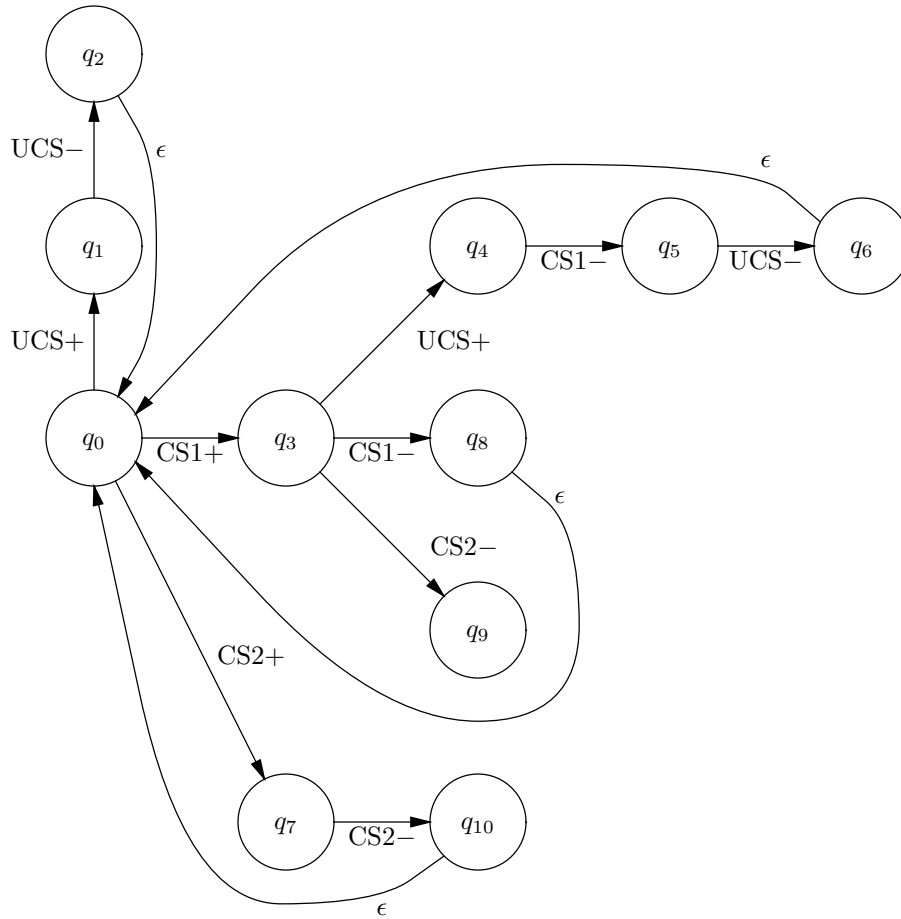 q₂
UCS−
ϵ
ϵ
q₁
q₄
CS1−
q₅
UCS−
q₆
UCS+
UCS+
q₀
CS1+
q₃
CS1−
q₈
ϵ
CS2−
q₉
CS2+
q₇
CS2−
q₁₀
ϵ